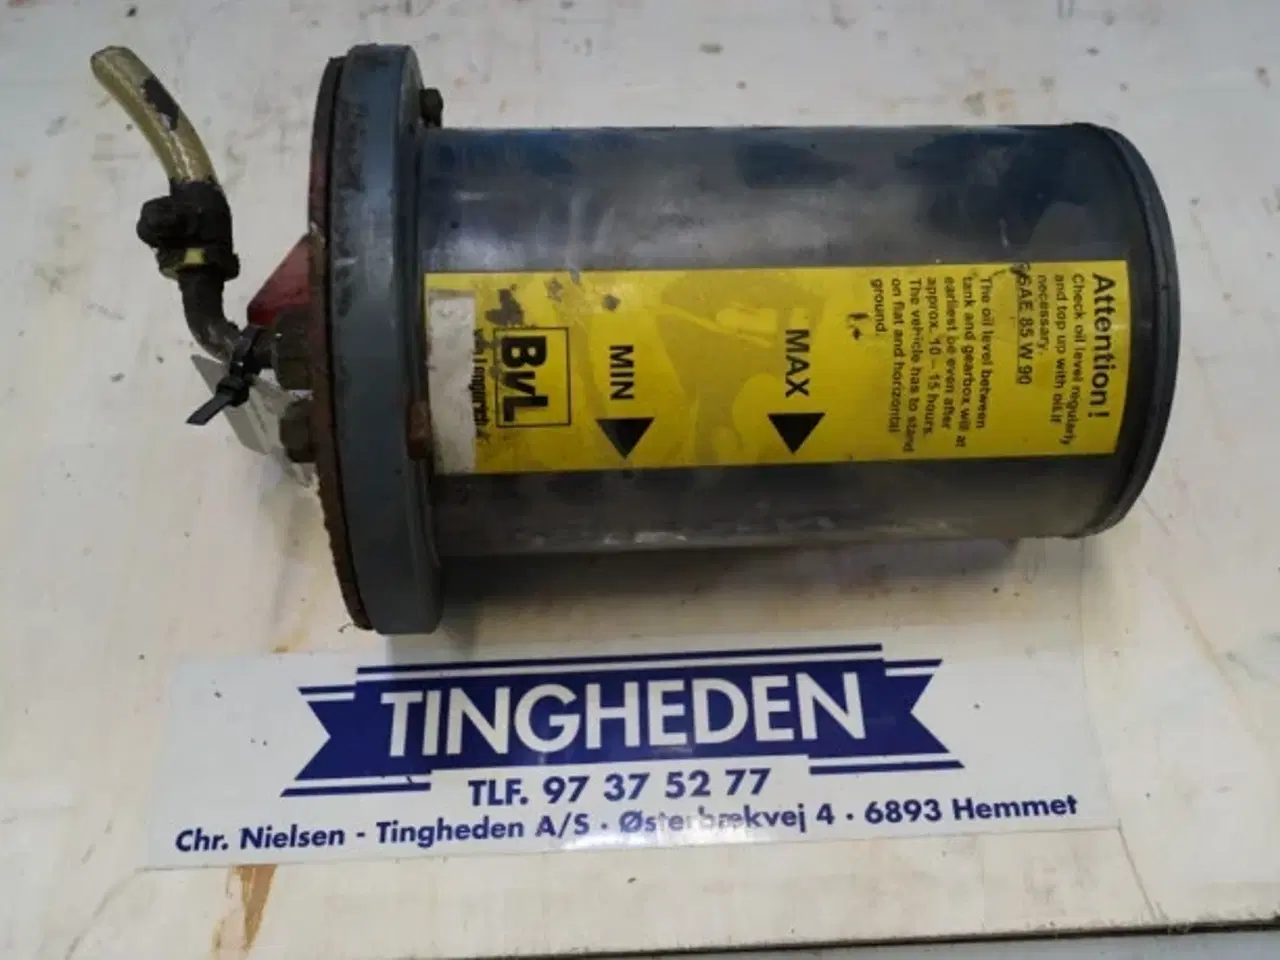 Attention!
Check oil level regularly
and top up with oil.if
necessary.
SAE 85 W 90
The oil level between
tank and gearbox will at
earliest be even after
approx. 10-15 hours.
The vehicle has to stand
on flat and horizontal
ground.
MAX
MIN
BvL
van Lengerich
TINGHEDEN
TLF. 97 37 52 77
Chr. Nielsen - Tingheden A/S · Østerbækvej 4 · 6893 Hemmet